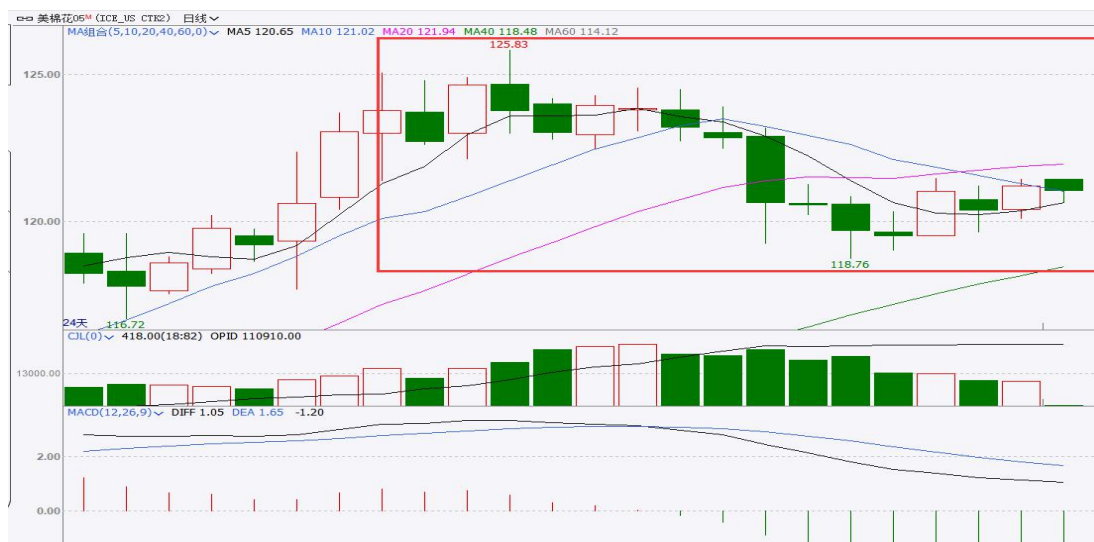 美棉花05M (ICE_US CTK2) 日线
MA组合(5,10,20,40,60,0) MA5 120.65 MA10 121.02 MA20 121.94 MA40 118.48 MA60 114.12
125.83
125.00
120.00
118.76
24天
116.72
CJL(0) 418.00(18:82) OPID 110910.00
13000.00
MACD(12,26,9) DIFF 1.05 DEA 1.65 -1.20
2.00
0.00